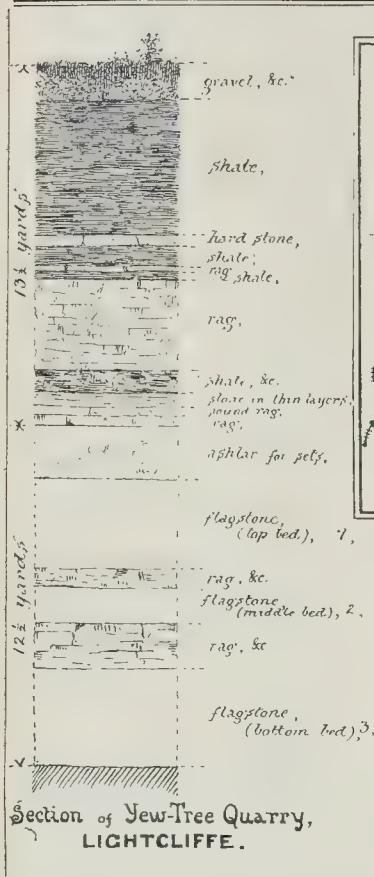 gravel, &c.
shale,
13½ yards
hard stone,
shale;
rag
shale,
rag,
shale, &c.
stone in thin layers,
sound rag.
rag.
ashlar for sets,
flagstone,
(top bed), 1,
12½ yards
rag, &c.
flagstone
(middle bed), 2,
rag, &c
flagstone,
(bottom bed), 3,
Section of Yew-Tree Quarry,
LIGHTCLIFFE.